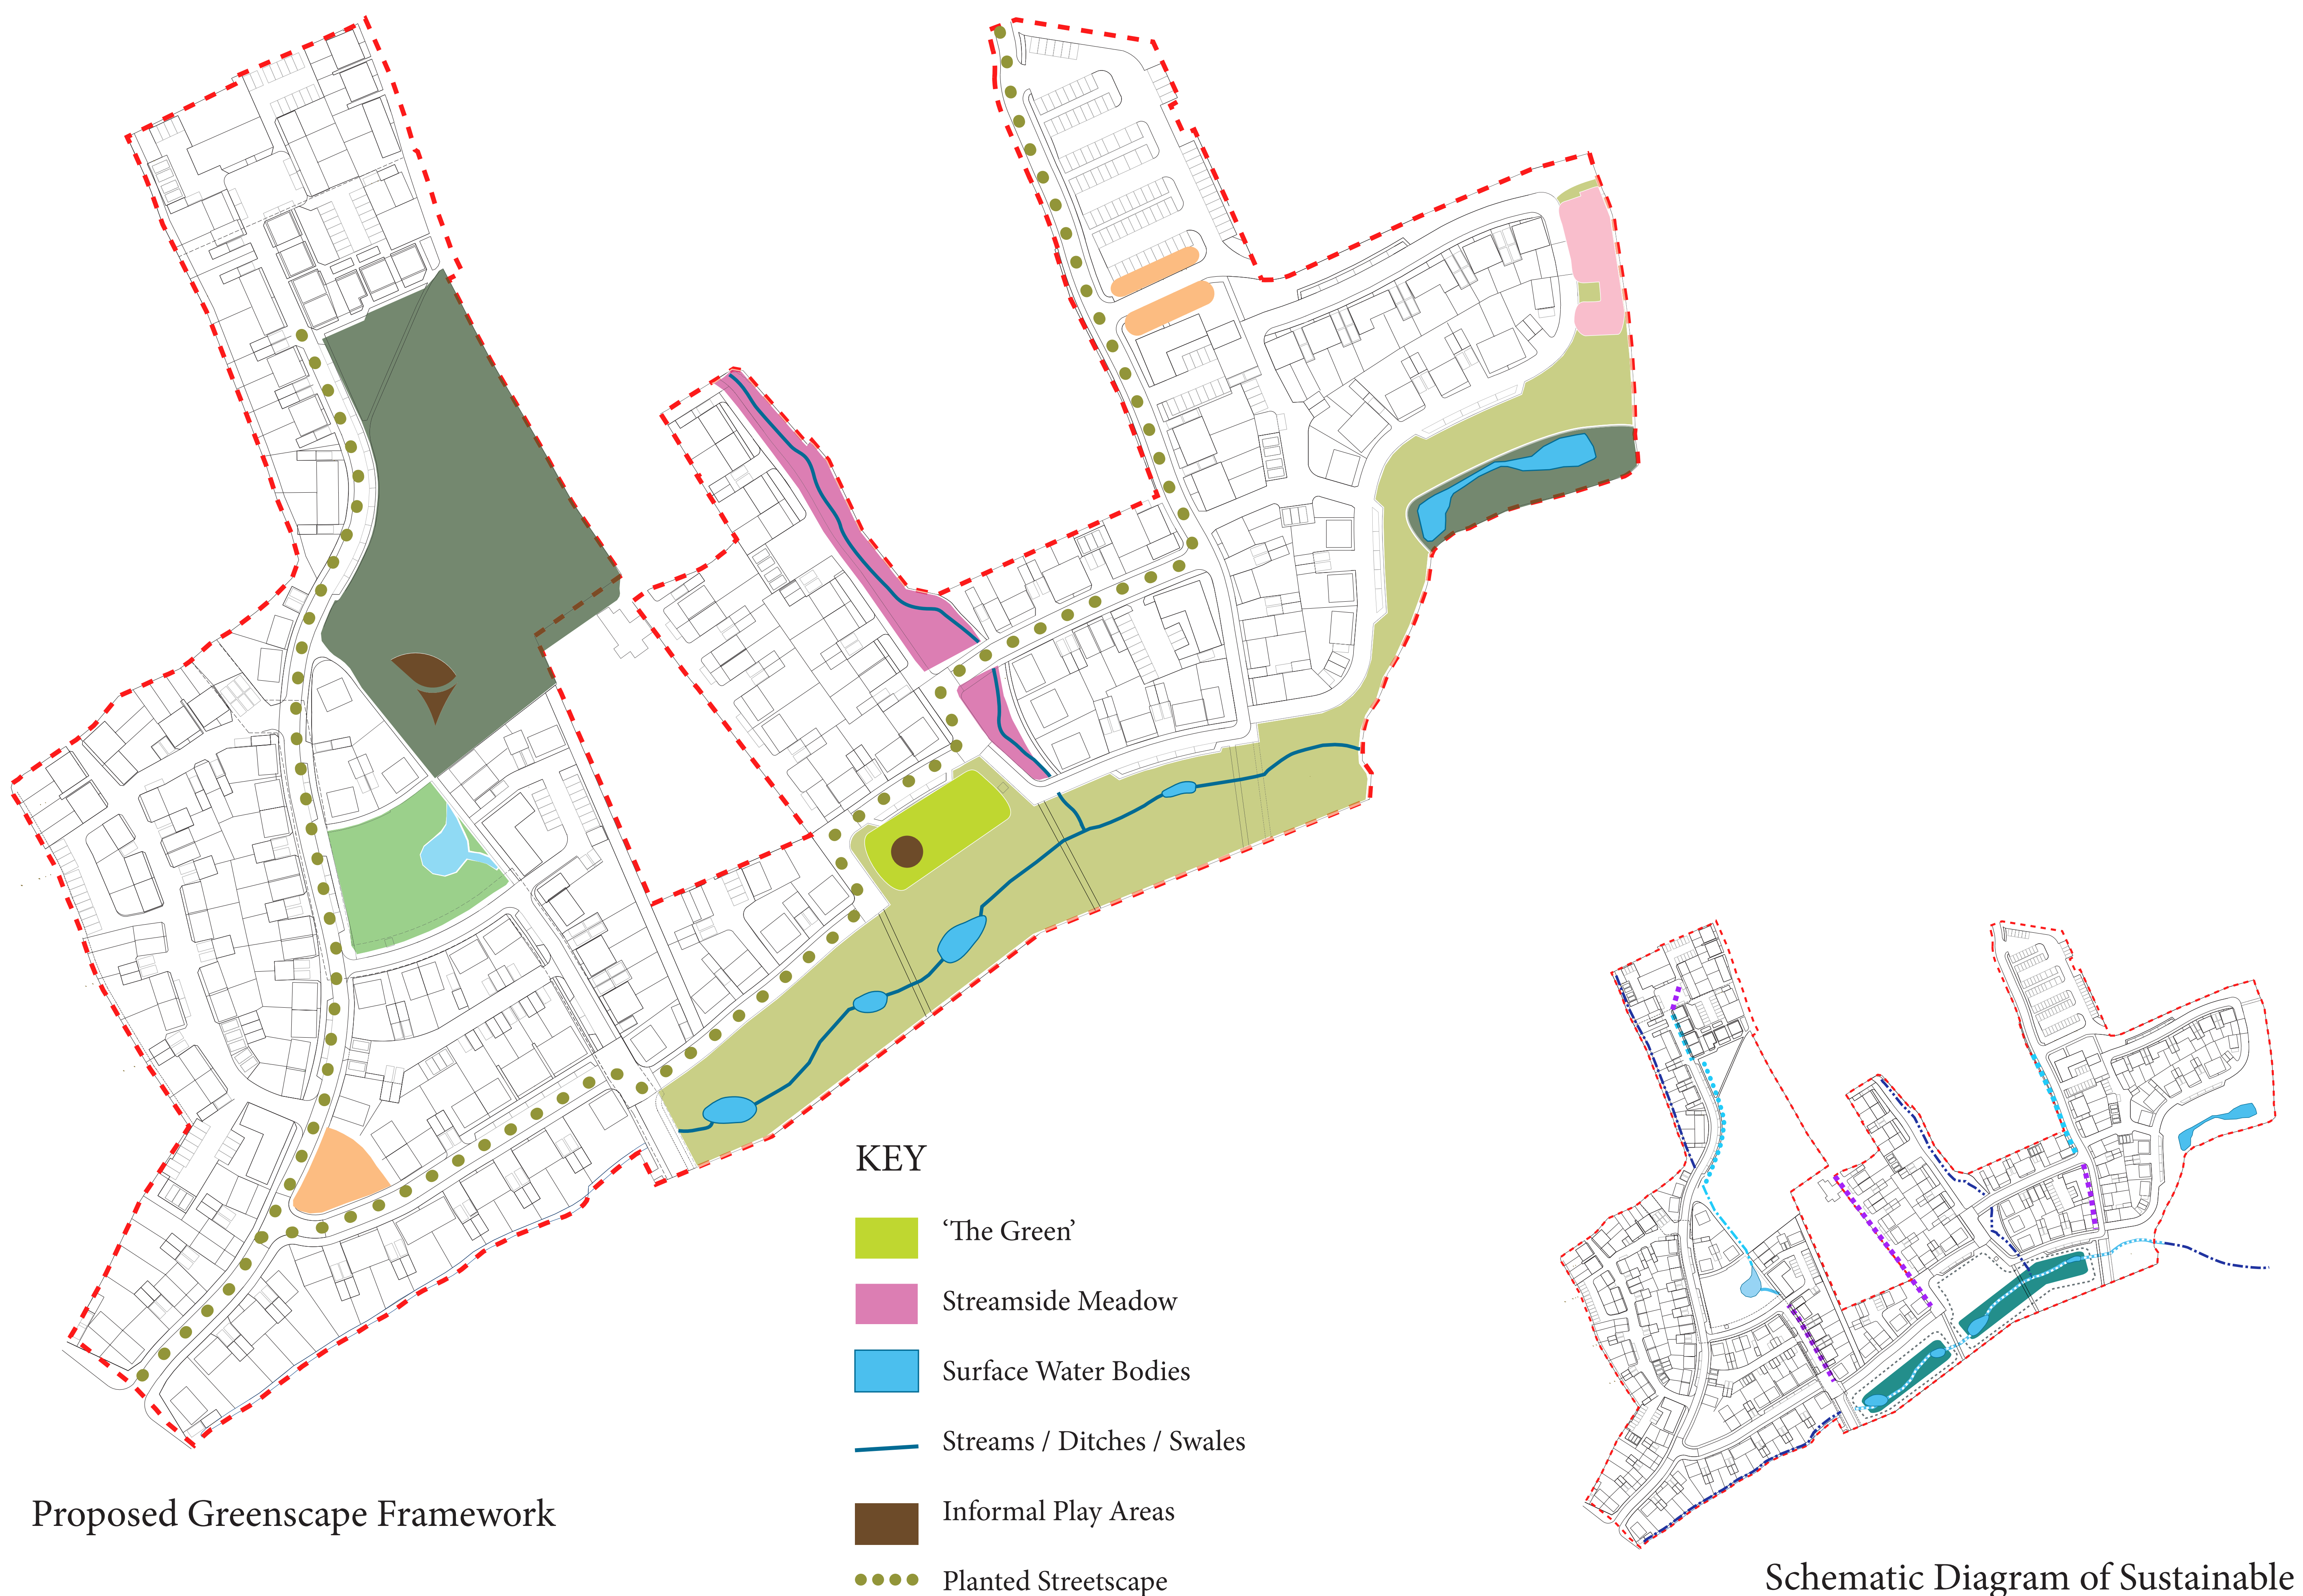 KEY
‘The Green’
Streamside Meadow
Surface Water Bodies
Streams / Ditches / Swales
Informal Play Areas
Planted Streetscape
Proposed Greenscape Framework
Schematic Diagram of Sustainable